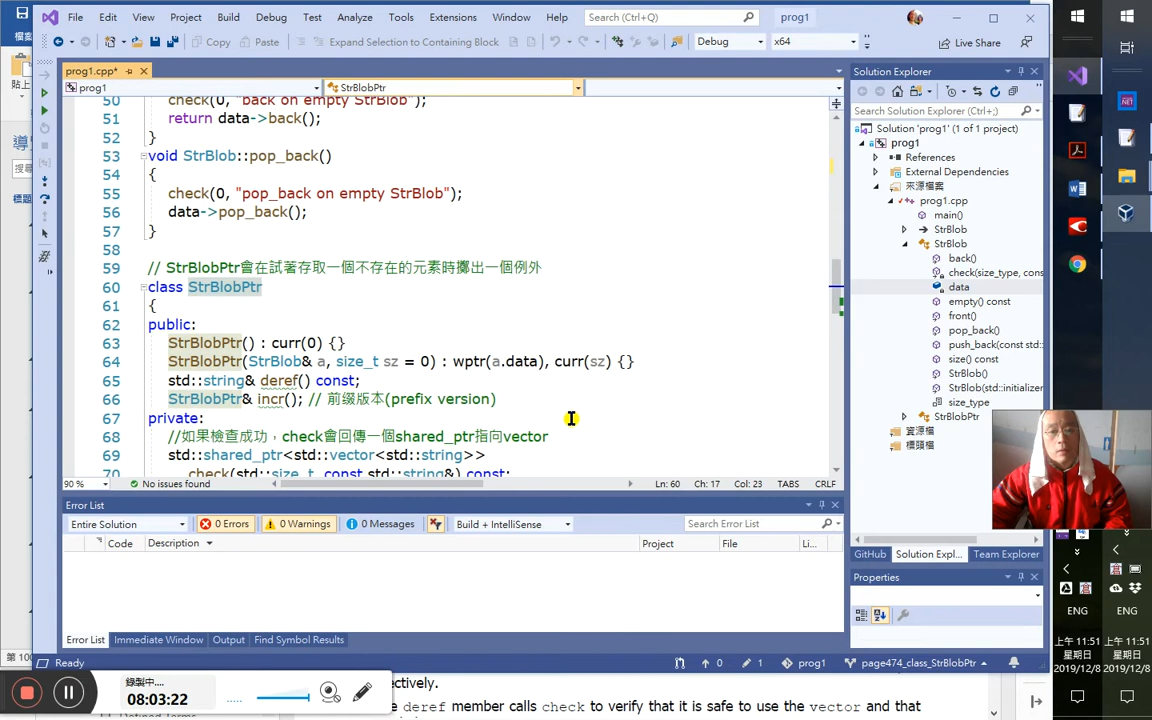 File Edit View Project Build Debug Test Analyze Tools Extensions Window Help Search (Ctrl+Q) prog1
Copy Paste Expand Selection to Containing Block Debug x64 Live Share
prog1.cpp*
prog1 StrBlobPtr
50 check(0, "back on empty StrBlob");
51 return data->back();
52 }
53 void StrBlob::pop_back()
54 {
55 check(0, "pop_back on empty StrBlob");
56 data->pop_back();
57 }
58
59 // StrBlobPtr會在試著存取一個不存在的元素時擲出一個例外
60 class StrBlobPtr
61 {
62 public:
63 StrBlobPtr() : curr(0) {}
64 StrBlobPtr(StrBlob& a, size_t sz = 0) : wptr(a.data), curr(sz) {}
65 std::string& deref() const;
66 StrBlobPtr& incr(); // 前綴版本(prefix version)
67 private:
68 //如果檢查成功，check會回傳一個shared_ptr指向vector
69 std::shared_ptr<std::vector<std::string>>
70 check(std::size_t, const std::string&) const;
90 % No issues found Ln: 60 Ch: 17 Col: 23 TABS CRLF
Error List
Entire Solution 0 Errors 0 Warnings 0 Messages Build + IntelliSense Search Error List
Code Description Project File Li...
Error List Immediate Window Output Find Symbol Results
Ready 0 1 prog1 page474_class_StrBlobPtr
Solution Explorer
Search Solution Explorer (Ctrl+;)
Solution 'prog1' (1 of 1 project)
prog1
References
External Dependencies
來源檔案
prog1.cpp
main()
StrBlob
StrBlob
back()
check(size_type, cons
data
empty() const
front()
pop_back()
push_back(const std:
size() const
StrBlob()
StrBlob(std::initializer
size_type
StrBlobPtr
資源檔
標頭檔
GitHub Solution Expl... Team Explorer
Properties
錄製中....
08:03:22
ectively.
e deref member calls check to verify that it is safe to use the vector and that
檔案
貼上
搜尋
標題
第 100
ENG ENG
上午 11:51 上午 11:51
星期日 星期日
2019/12/8 2019/12/8